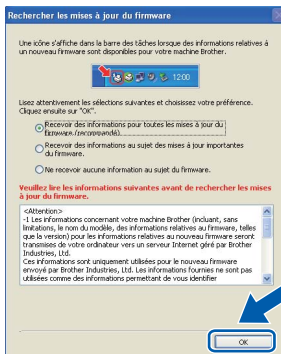 Rechercher les mises à jour du firmware
Une icône s'affiche dans la barre des tâches lorsque des informations relatives à
un nouveau firmware sont disponibles pour votre machine Brother.
1200
Lisez attentivement les sélections suivantes et choisissez votre préférence.
Cliquez ensuite sur "OK".
Recevoir des informations pour toutes les mises à jour du
firmware. (recommandé).
Recevoir des informations au sujet des mises à jour importantes
du firmware.
Ne recevoir aucune information au sujet du firmware.
Veuillez lire les informations suivantes avant de rechercher les mises
à jour du firmware.
<Attention>
-1 Les informations concernant votre machine Brother (incluant, sans
limitations, le nom du modèle, des informations relatives au firmware, telles
que la version) pour les informations relatives au nouveau firmware seront
transmises de votre ordinateur vers un serveur Internet géré par Brother
Industries, Ltd.
Ces informations sont uniquement utilisées pour le nouveau firmware
envoyé par Brother Industries, Ltd. Les informations fournies ne sont pas
utilisées comme des informations permettant de vous identifier
OK